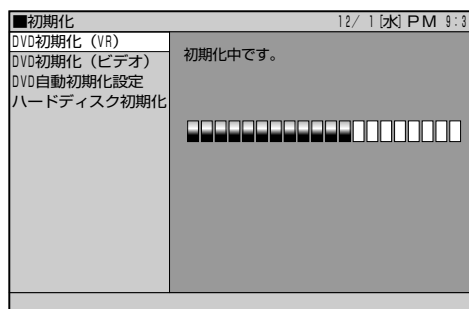 ■初期化 12/ 1 [水] PM 9:3
DVD初期化（VR）
DVD初期化（ビデオ）
DVD自動初期化設定
ハードディスク初期化
初期化中です。